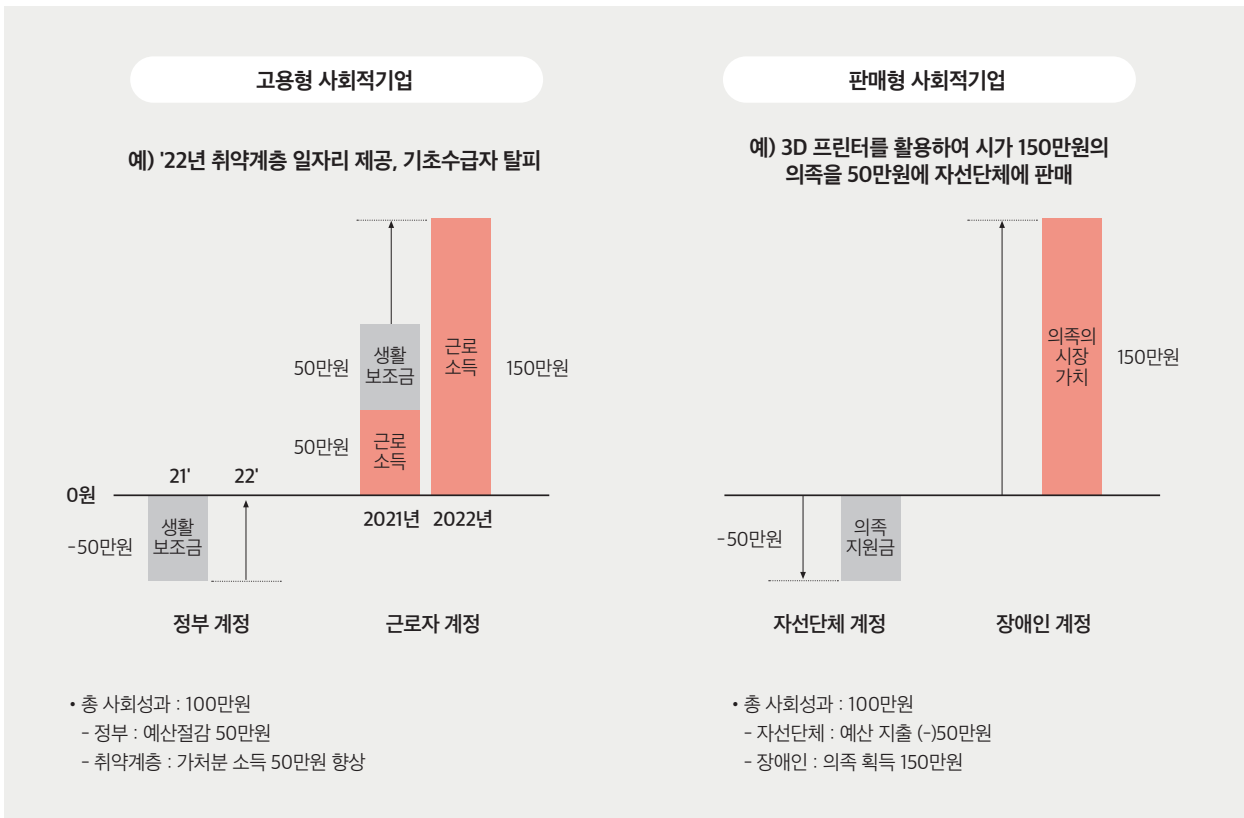 고용형 사회적기업
예) '22년 취약계층 일자리 제공, 기초수급자 탈피
50만원
생활
보조금
근로
소득
150만원
50만원
근로
소득
0원
21'
22'
2021년
2022년
-50만원
생활
보조금
정부 계정
근로자 계정
• 총 사회성과 : 100만원
- 정부 : 예산절감 50만원
- 취약계층 : 가처분 소득 50만원 향상
판매형 사회적기업
예) 3D 프린터를 활용하여 시가 150만원의
의족을 50만원에 자선단체에 판매
의족의
시장
가치
150만원
-50만원
의족
지원금
자선단체 계정
장애인 계정
• 총 사회성과 : 100만원
- 자선단체 : 예산 지출 (-)50만원
- 장애인 : 의족 획득 150만원